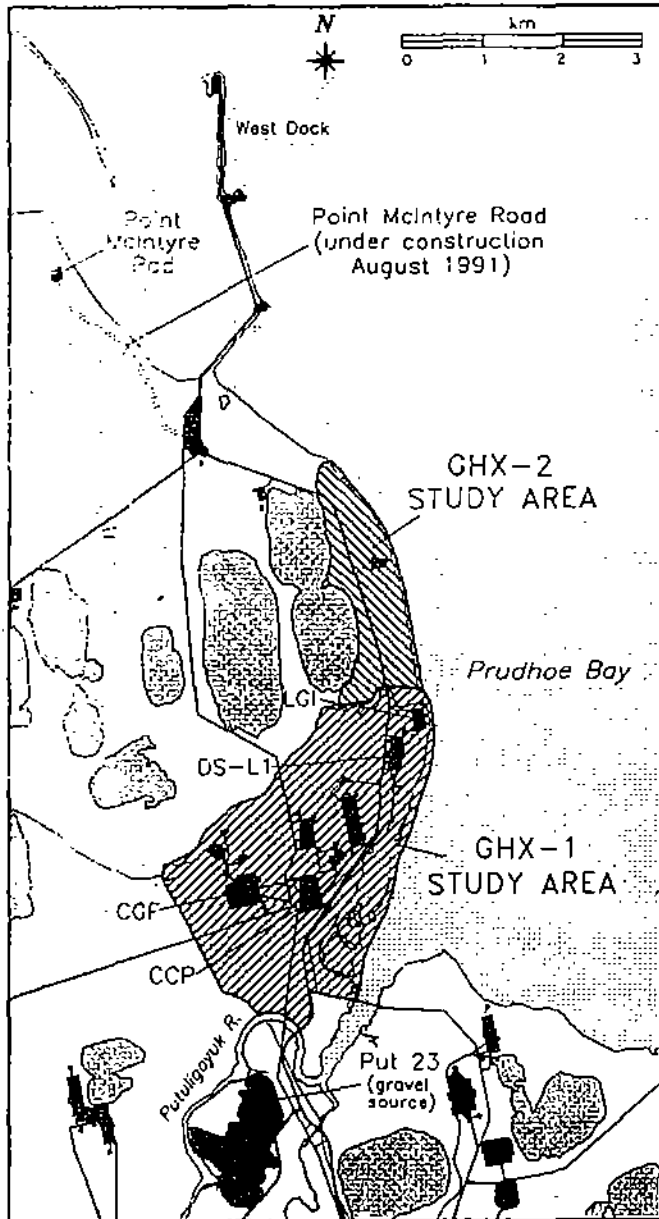 N
km
0 1 2 3
West Dock
Point
McIntyre
Pad
Point McIntyre Road
(under construction
August 1991)
GHX-2
STUDY AREA
Prudhoe Bay
LGI
DS-L1
GHX-1
STUDY AREA
CGF
CCP
Putuligayuk R.
Put 23
(gravel
source)